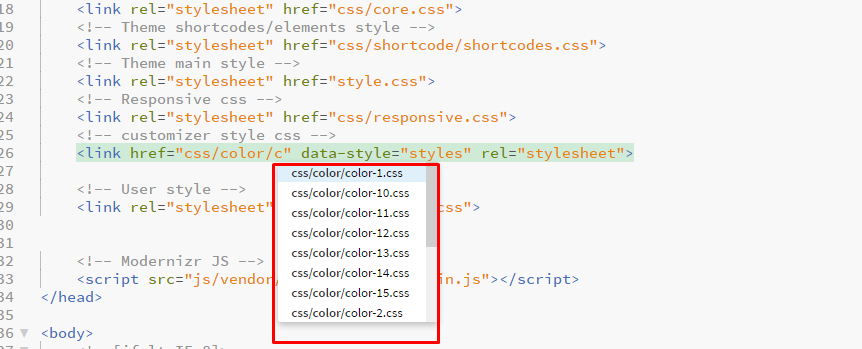 18 <link rel="stylesheet" href="css/core.css">
19 <!-- Theme shortcodes/elements style -->
20 <link rel="stylesheet" href="css/shortcode/shortcodes.css">
21 <!-- Theme main style -->
22 <link rel="stylesheet" href="style.css">
23 <!-- Responsive css -->
24 <link rel="stylesheet" href="css/responsive.css">
25 <!-- customizer style css -->
26 <link href="css/color/c" data-style="styles" rel="stylesheet">
27
css/color/color-1.css
css/color/color-10.css
css/color/color-11.css
css/color/color-12.css
css/color/color-13.css
css/color/color-14.css
css/color/color-15.css
css/color/color-2.css
28 <!-- User style -->
29 <link rel="stylesheet" css">
30
31
32 <!-- Modernizr JS -->
33 <script src="js/vendor/ in.js"></script>
34 </head>
35
36 <body>